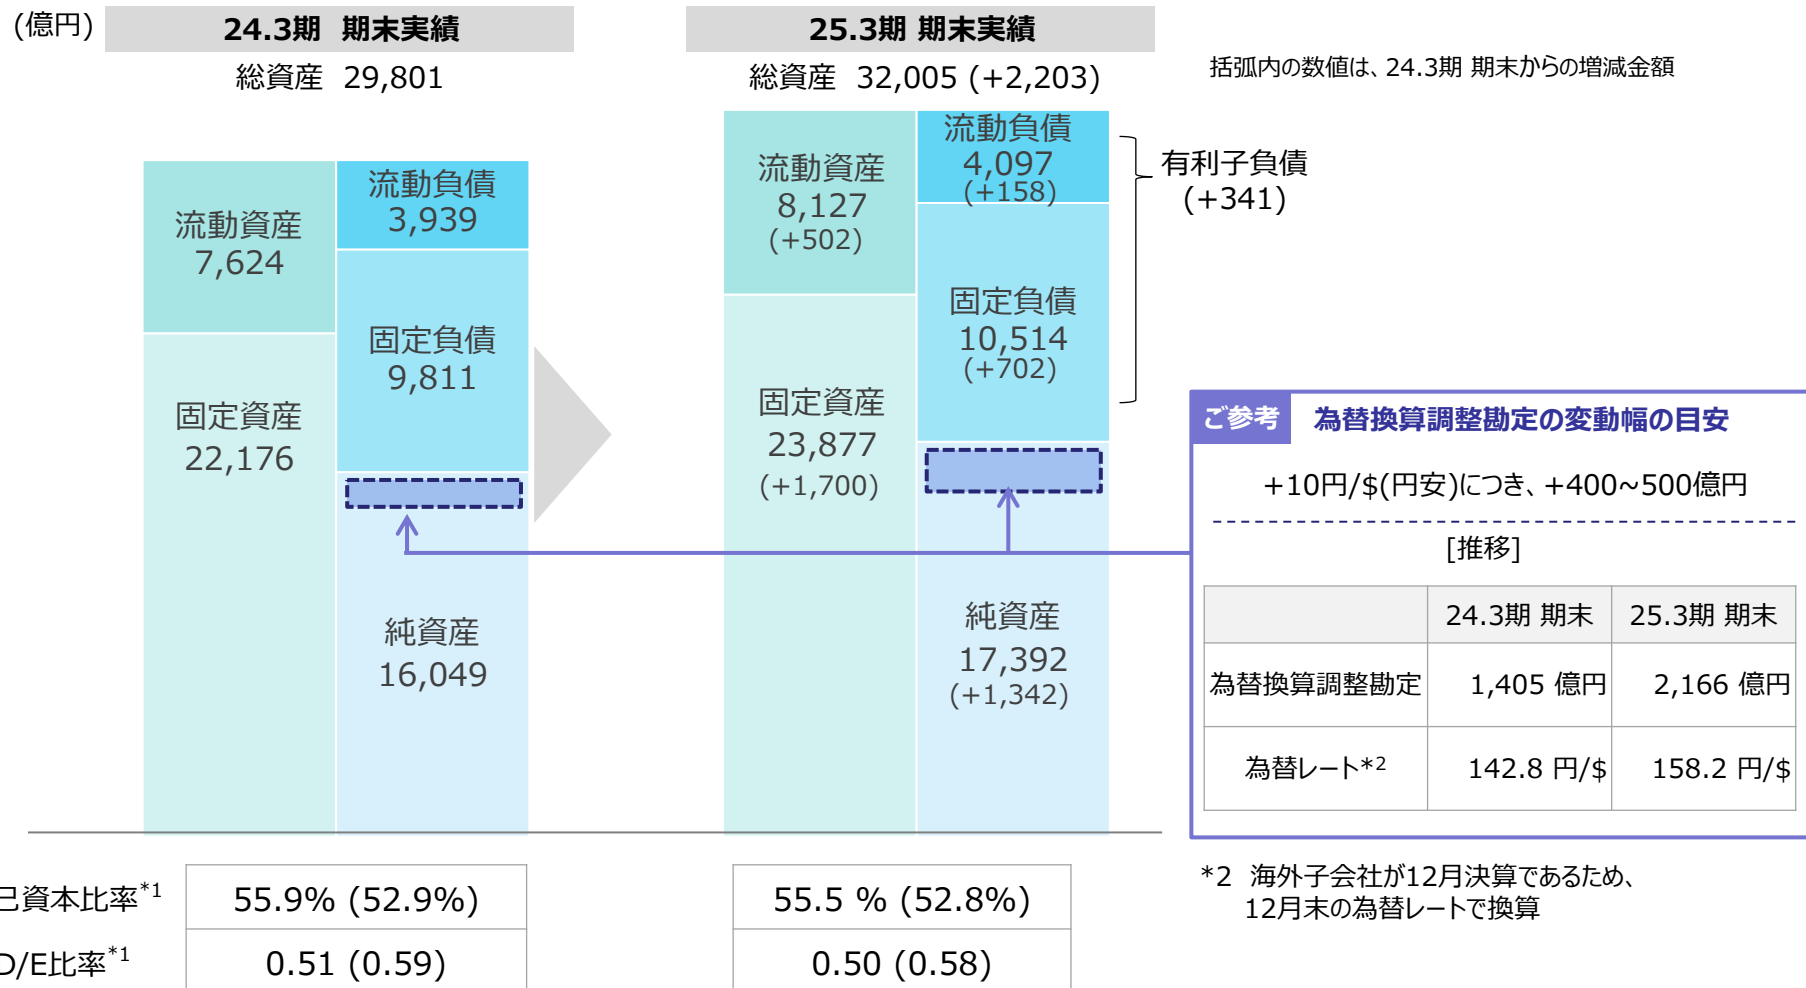 (億円)
24.3期 期末実績
総資産 29,801
流動資産
7,624
固定資産
22,176
流動負債
3,939
固定負債
9,811
純資産
16,049
25.3期 期末実績
総資産 32,005 (+2,203)
流動資産
8,127
(+502)
固定資産
23,877
(+1,700)
流動負債
4,097
(+158)
固定負債
10,514
(+702)
純資産
17,392
(+1,342)
括弧内の数値は、24.3期 期末からの増減金額
有利子負債
(+341)
ご参考 為替換算調整勘定の変動幅の目安
+10円/$(円安)につき、+400~500億円
[推移]
24.3期 期末 25.3期 期末
為替換算調整勘定 1,405 億円 2,166 億円
為替レート*2 142.8 円/$ 158.2 円/$
*2 海外子会社が12月決算であるため、
12月末の為替レートで換算
己資本比率*1 55.9% (52.9%) 55.5 % (52.8%)
D/E比率*1 0.51 (0.59) 0.50 (0.58)